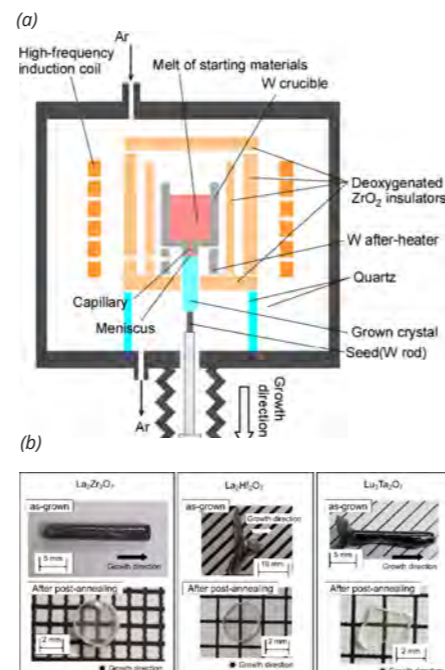 (a)
Ar
High-frequency
induction coil
Melt of starting materials
W crucible
Deoxygenated
ZrO₂ insulators
W after-heater
Quartz
Capillary
Meniscus
Grown crystal
Seed(W rod)
Growth
direction
Ar
(b)
La₂Zr₂O₇
as-grown
5 mm
Growth direction
After post-annealing
2 mm
Growth direction
La₂Hf₂O₇
as-grown
Growth direction
10 mm
After post-annealing
2 mm
Growth direction
as-grown
5 mm
Growth direction
After post-annealing
2 mm
Growth direction